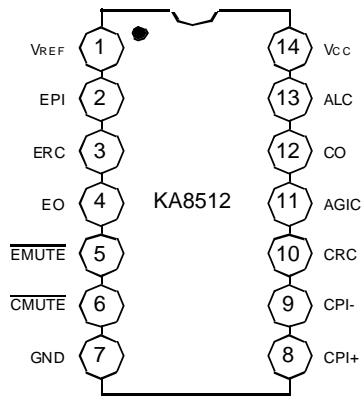 VREF 1 14 VCC
EPI 2 13 ALC
ERC 3 12 CO
EO 4 KA8512 11 AGIC
EMUTE 5 10 CRC
CMUTE 6 9 CPI-
GND 7 8 CPI+